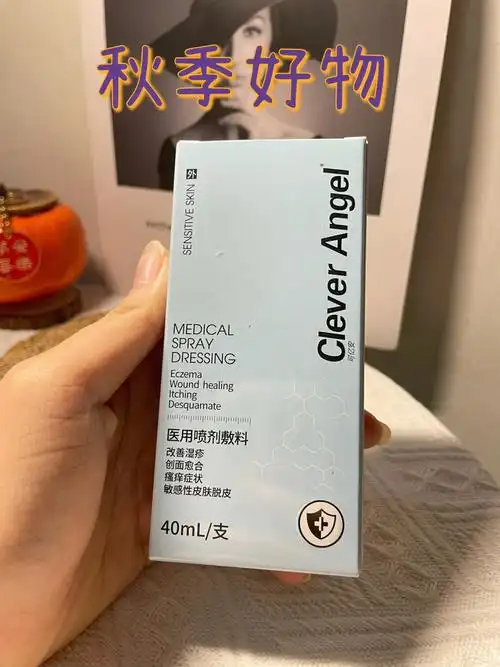 秋季好物
SENSITIVE SKIN 外
Clever Angel
MEDICAL
SPRAY
DRESSING
Eczema
Wound healing
Itching
Desquamate
医用喷剂敷料
改善湿疹
创面愈合
瘙痒症状
敏感性皮肤脱皮
40mL/支